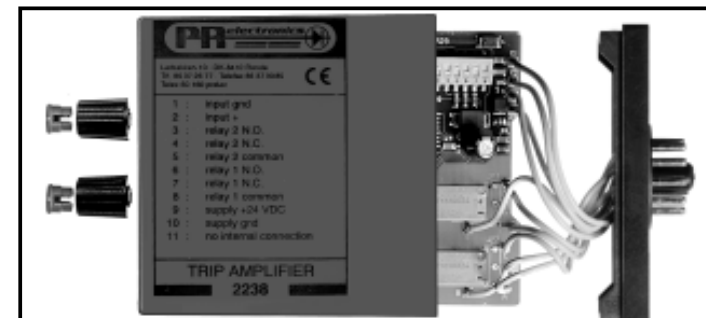 PR electronics
CE
1 : input gnd
2 : input +
3 : relay 2 N.O.
4 : relay 2 N.C.
5 : relay 2 common
6 : relay 1 N.O.
7 : relay 1 N.C.
8 : relay 1 common
9 : supply +24 VDC
10 : supply gnd
11 : no internal connection
TRIP AMPLIFIER
2238